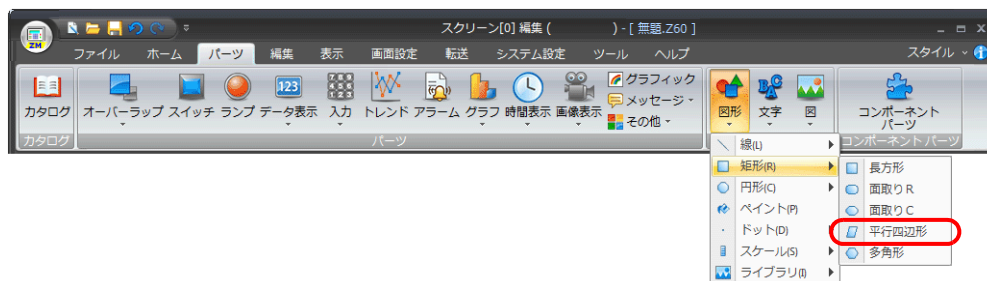 スクリーン[0] 編集 ( ) - [ 無題.Z60 ]
ZM
ファイル ホーム パーツ 編集 表示 画面設定 転送 システム設定 ツール ヘルプ スタイル
カタログ オーバーラップ スイッチ ランプ データ表示 入力 トレンド アラーム グラフ 時間表示 画像表示
123
グラフィック
メッセージ
その他
図形 文字 図
コンポーネント
パーツ
カタログ パーツ コンポーネント パーツ
線(L)
矩形(R)
円形(C)
ペイント(P)
ドット(D)
スケール(S)
ライブラリ(I)
長方形
面取りR
面取りC
平行四辺形
多角形